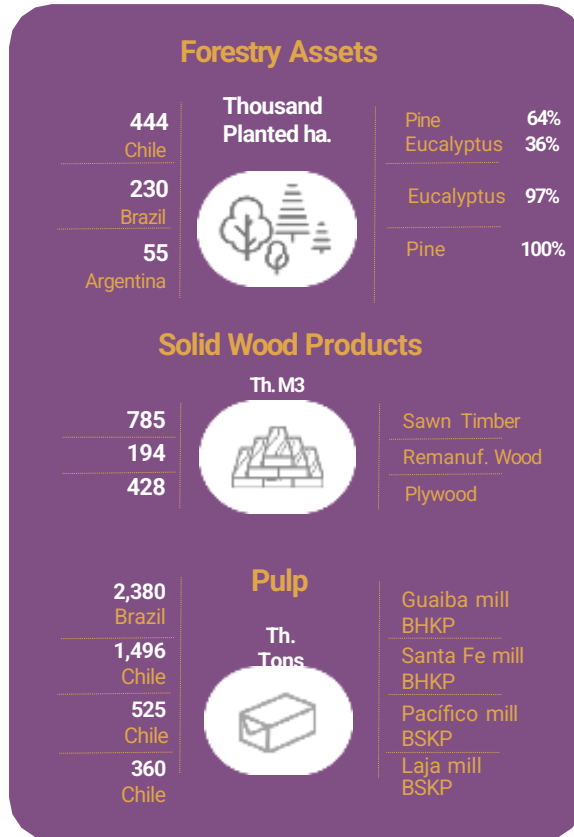 Forestry Assets
Thousand
Planted ha.
444
Chile
Pine 64%
Eucalyptus 36%
230
Brazil
Eucalyptus 97%
55
Argentina
Pine 100%
Solid Wood Products
Th. M3
785
Sawn Timber
194
Remanuf. Wood
428
Plywood
Pulp
Th.
Tons
2,380
Brazil
Guaiba mill
BHKP
1,496
Chile
Santa Fe mill
BHKP
525
Chile
Pacífico mill
BSKP
360
Chile
Laja mill
BSKP